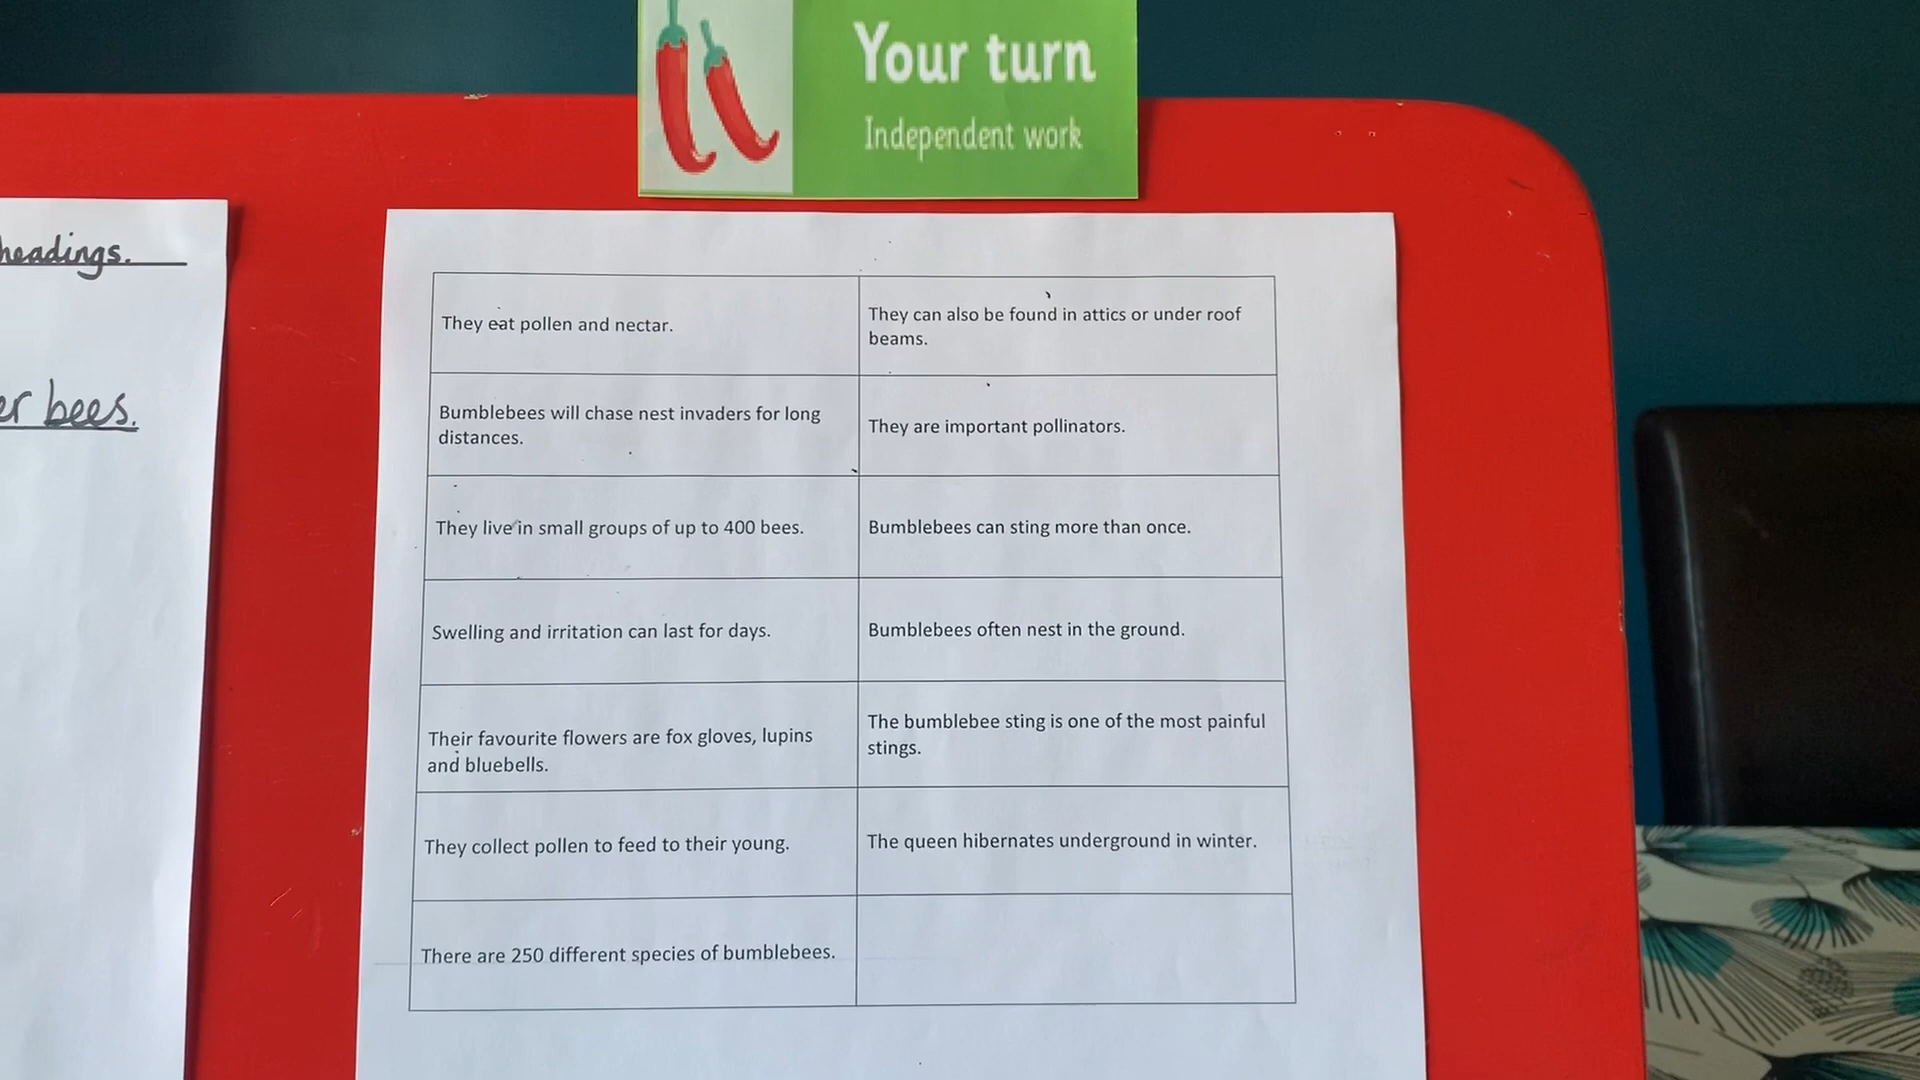 Your turn
Independent work
headings.
bees.
They eat pollen and nectar.
They can also be found in attics or under roof
beams.
Bumblebees will chase nest invaders for long
distances.
They are important pollinators.
They live in small groups of up to 400 bees.
Bumblebees can sting more than once.
Swelling and irritation can last for days.
Bumblebees often nest in the ground.
Their favourite flowers are fox gloves, lupins
and bluebells.
The bumblebee sting is one of the most painful
stings.
They collect pollen to feed to their young.
The queen hibernates underground in winter.
There are 250 different species of bumblebees.